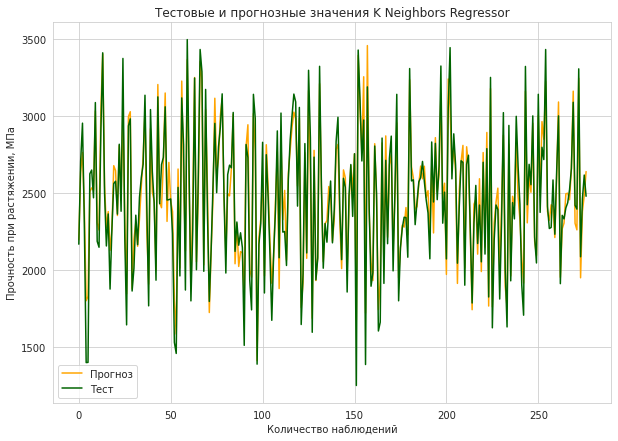 Тестовые и прогнозные значения K Neighbors Regressor
Прочность при растяжении, МПа
3500
3000
2500
2000
1500
Прогноз
Тест
0
50
100
150
200
250
Количество наблюдений